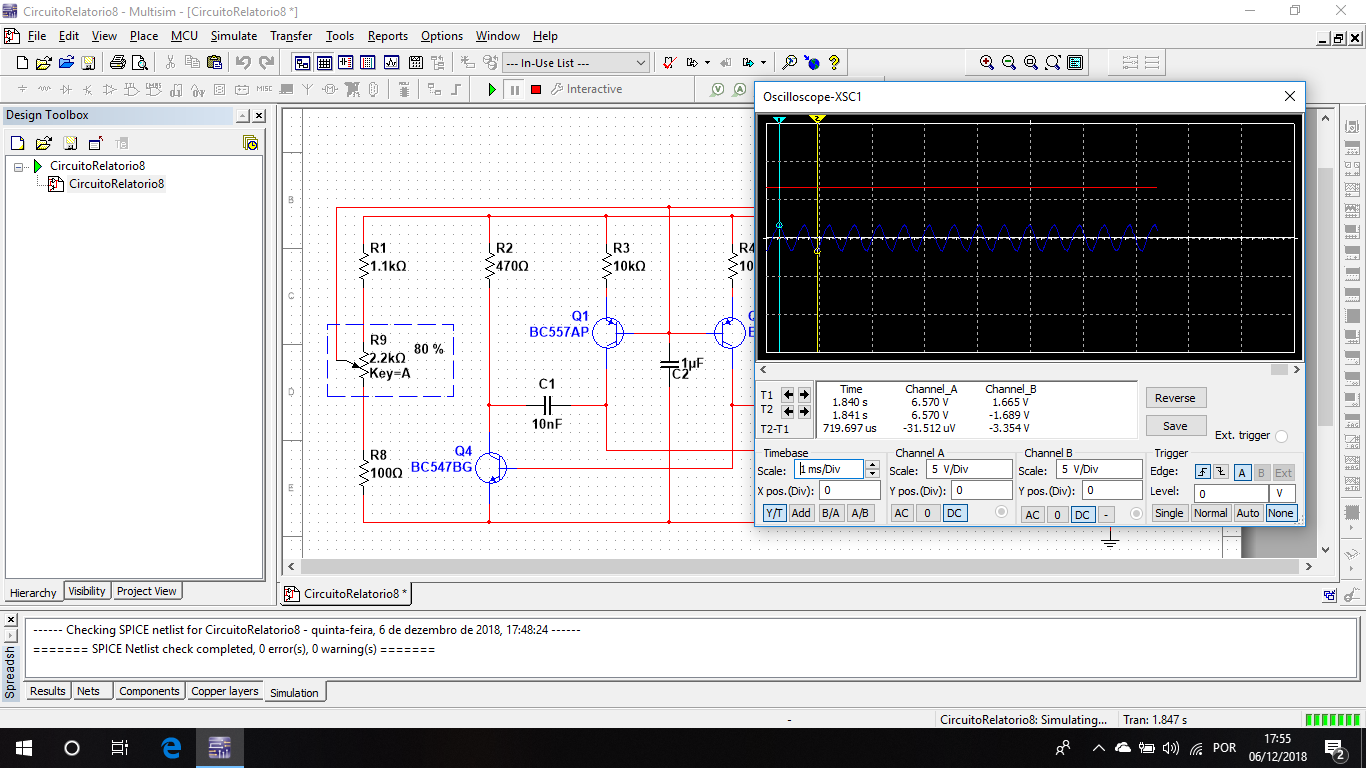 CircuitoRelatorio8 - Multisim - [CircuitoRelatorio8 *]
File Edit View Place MCU Simulate Transfer Tools Reports Options Window Help
--- In-Use List ---
Interactive
MISC
Design Toolbox
CircuitoRelatorio8
CircuitoRelatorio8
Hierarchy Visibility Project View
B
C
D
E
R1
1.1kΩ
R2
470Ω
R3
10kΩ
R4
10
Q1
BC557AP
Q
B
R9
2.2kΩ
Key=A
80 %
1µF
C2
C1
10nF
R8
100Ω
Q4
BC547BG
CircuitoRelatorio8 *
Oscilloscope-XSC1
1 2
Time Channel_A Channel_B
T1 1.840 s 6.570 V 1.665 V
T2 1.841 s 6.570 V -1.689 V
T2-T1 719.697 us -31.512 uV -3.354 V
Reverse
Save
Ext. trigger
Timebase
Scale: 1 ms/Div
X pos.(Div): 0
Y/T Add B/A A/B
Channel A
Scale: 5 V/Div
Y pos.(Div): 0
AC 0 DC
Channel B
Scale: 5 V/Div
Y pos.(Div): 0
AC 0 DC -
Trigger
Edge: A B Ext
Level: 0 V
Single Normal Auto None
Spreadsh
------ Checking SPICE netlist for CircuitoRelatorio8 - quinta-feira, 6 de dezembro de 2018, 17:48:24 ------
======= SPICE Netlist check completed, 0 error(s), 0 warning(s) =======
Results Nets Components Copper layers Simulation
- CircuitoRelatorio8: Simulating... Tran: 1.847 s
POR
17:55
06/12/2018
2